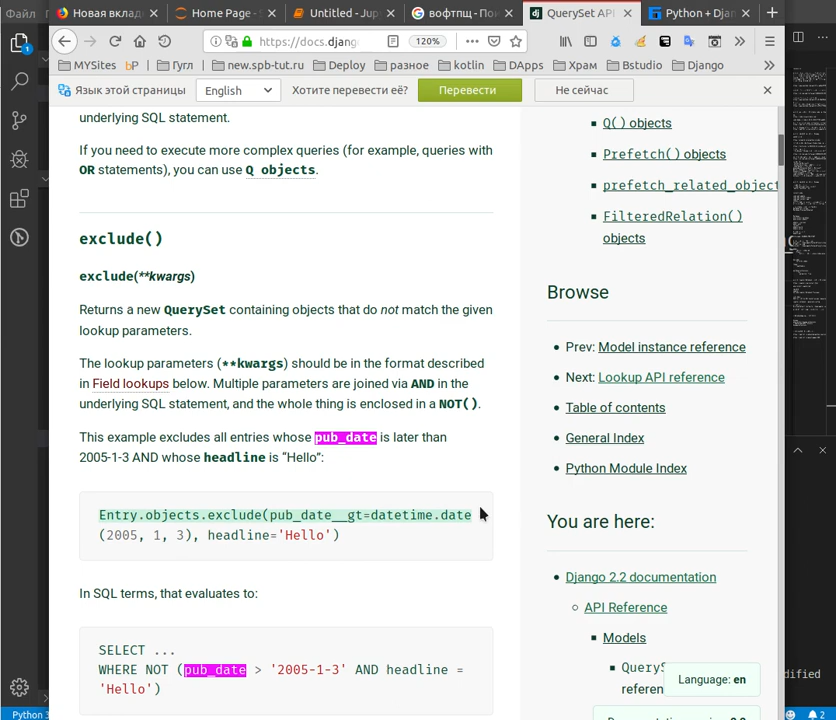 Файл
Новая вклад
Home Page - S
Untitled - Jup
вофтпщ - По
QuerySet API
Python + Djan
https://docs.djang
120%
MYSites
bP
Гугл
new.spb-tut.ru
Deploy
разное
kotlin
DApps
Храм
Bstudio
Django
Язык этой страницы
English
Хотите перевести её?
Перевести
Не сейчас
underlying SQL statement.
If you need to execute more complex queries (for example, queries with
OR statements), you can use Q objects.
exclude()
exclude(**kwargs)
Returns a new QuerySet containing objects that do not match the given
lookup parameters.
The lookup parameters (**kwargs) should be in the format described
in Field lookups below. Multiple parameters are joined via AND in the
underlying SQL statement, and the whole thing is enclosed in a NOT().
This example excludes all entries whose pub_date is later than
2005-1-3 AND whose headline is “Hello”:
Entry.objects.exclude(pub_date__gt=datetime.date
(2005, 1, 3), headline='Hello')
In SQL terms, that evaluates to:
SELECT ...
WHERE NOT (pub_date > '2005-1-3' AND headline =
'Hello')
Q() objects
Prefetch() objects
prefetch_related_object
FilteredRelation()
objects
Browse
Prev: Model instance reference
Next: Lookup API reference
Table of contents
General Index
Python Module Index
You are here:
Django 2.2 documentation
API Reference
Models
QueryS
referen
Language: en
dified
Python 3
2
1